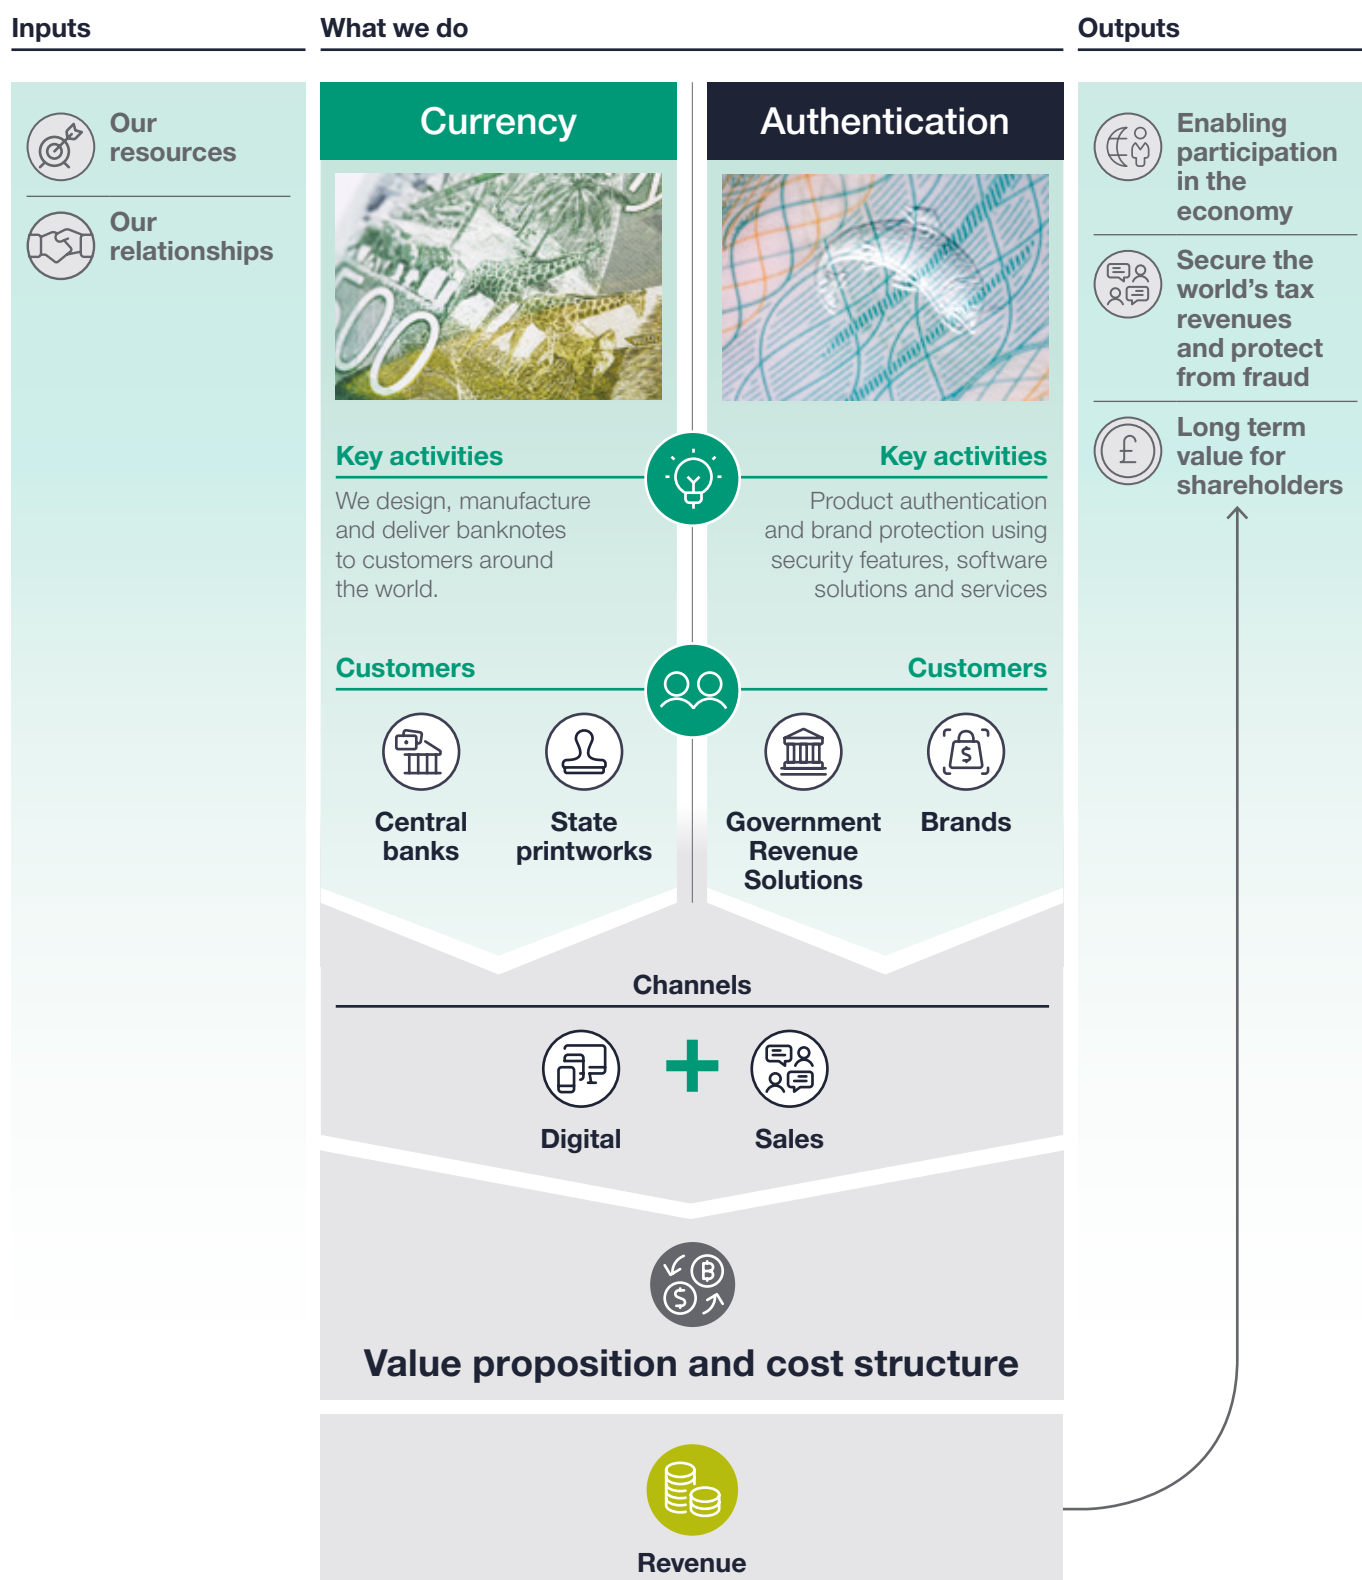 Inputs
Our
resources
Our
relationships
What we do
Currency
Key activities
We design, manufacture
and deliver banknotes
to customers around
the world.
Customers
Central
banks
State
printworks
Authentication
Key activities
Product authentication
and brand protection using
security features, software
solutions and services
Customers
Government
Revenue
Solutions
Brands
Channels
Digital
Sales
Value proposition and cost structure
Revenue
Outputs
Enabling
participation
in the
economy
Secure the
world’s tax
revenues
and protect
from fraud
Long term
value for
shareholders